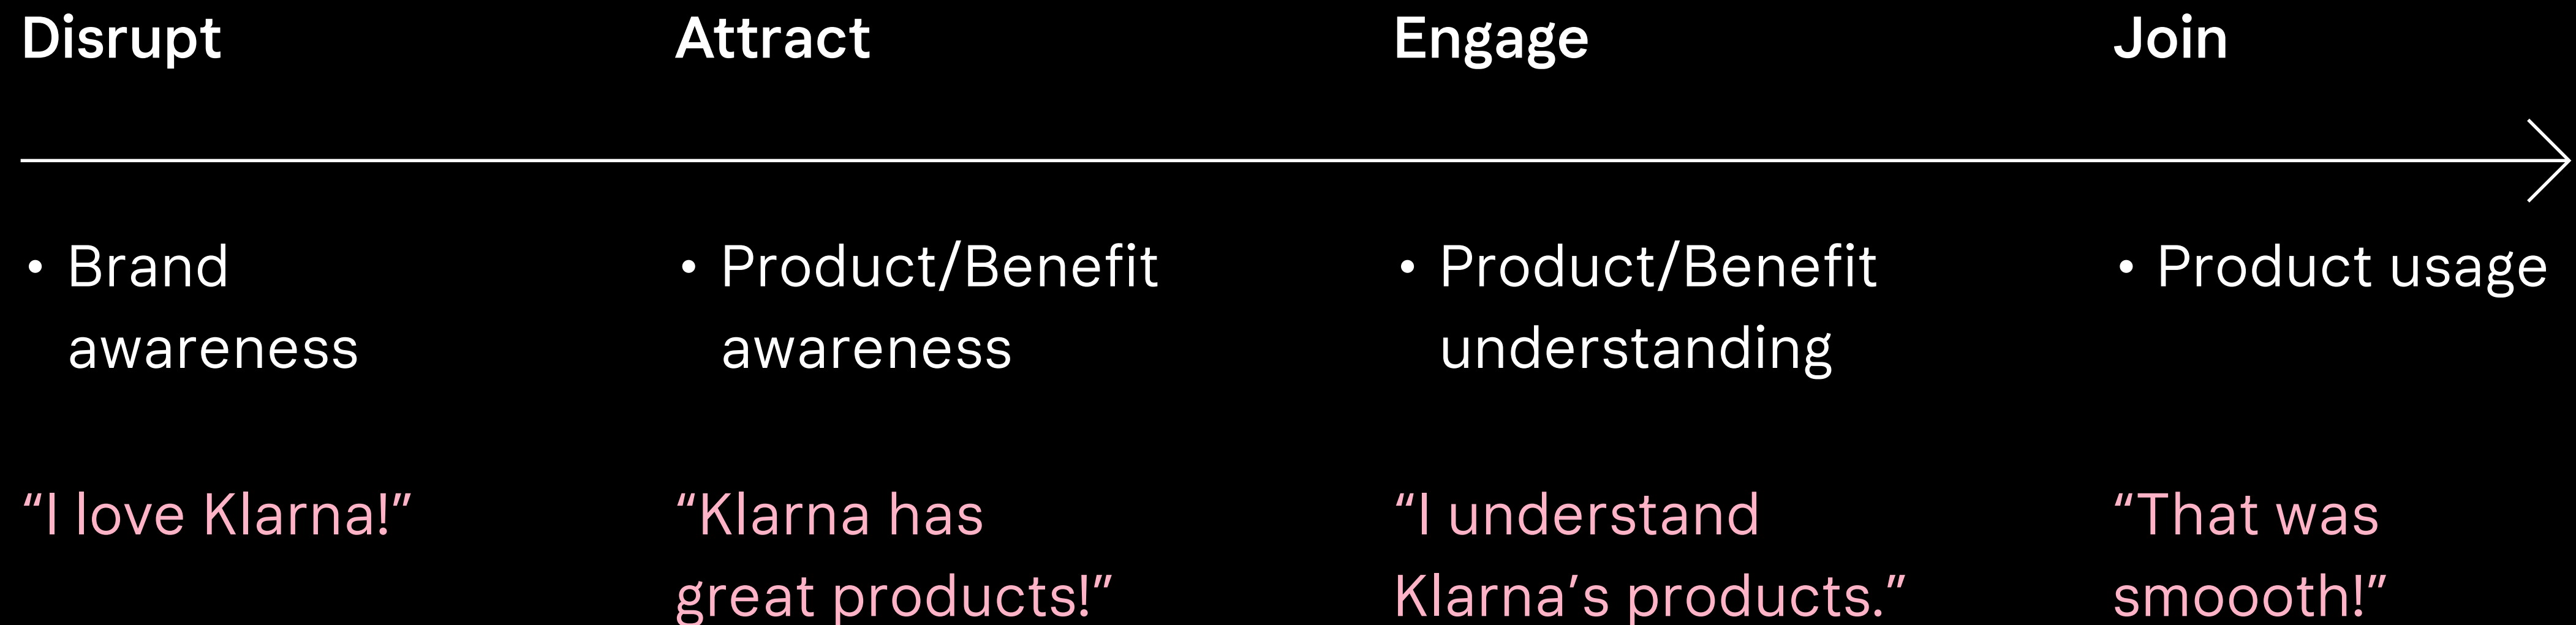 Disrupt
Attract
Engage
Join
• Brand
awareness
• Product/Benefit
awareness
• Product/Benefit
understanding
• Product usage
“I love Klarna!”
“Klarna has
great products!”
“I understand
Klarna’s products.”
“That was
smoooth!”